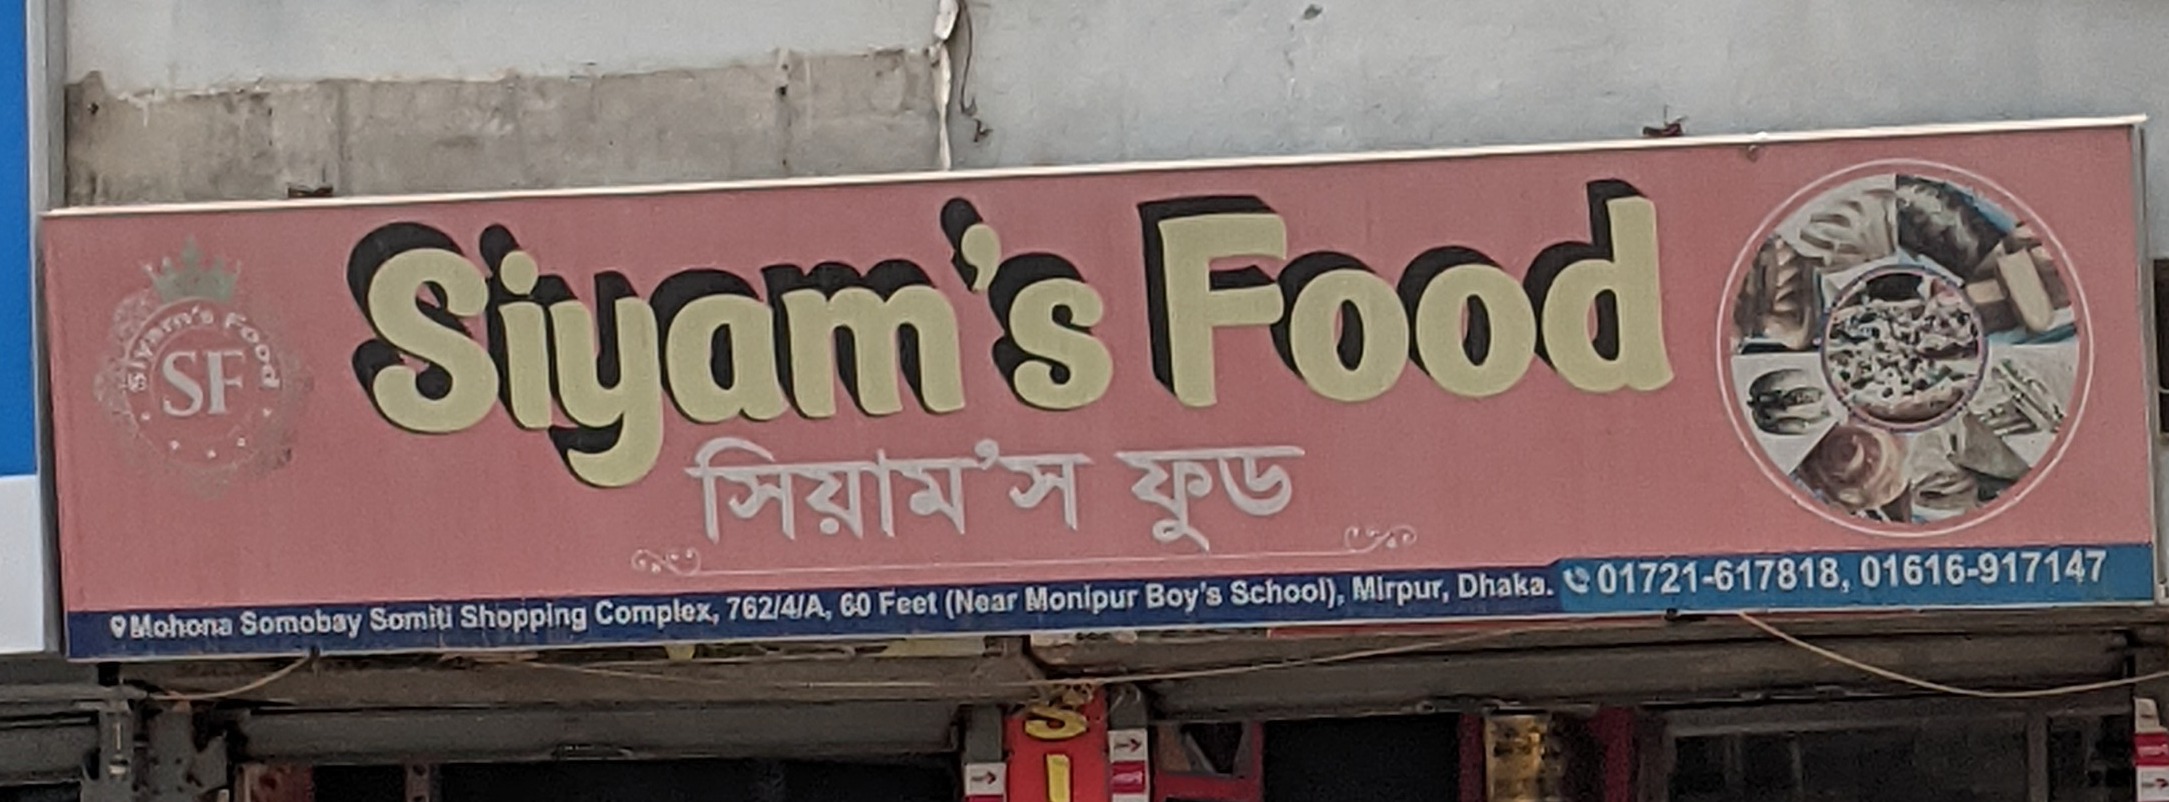 Siyam's Food
SF
Siyam's Food
সিয়াম'স ফুড
Mohona Somobay Somiti Shopping Complex, 762/4/A, 60 Feet (Near Monipur Boy's School), Mirpur, Dhaka. 01721-617818, 01616-917147
S
I